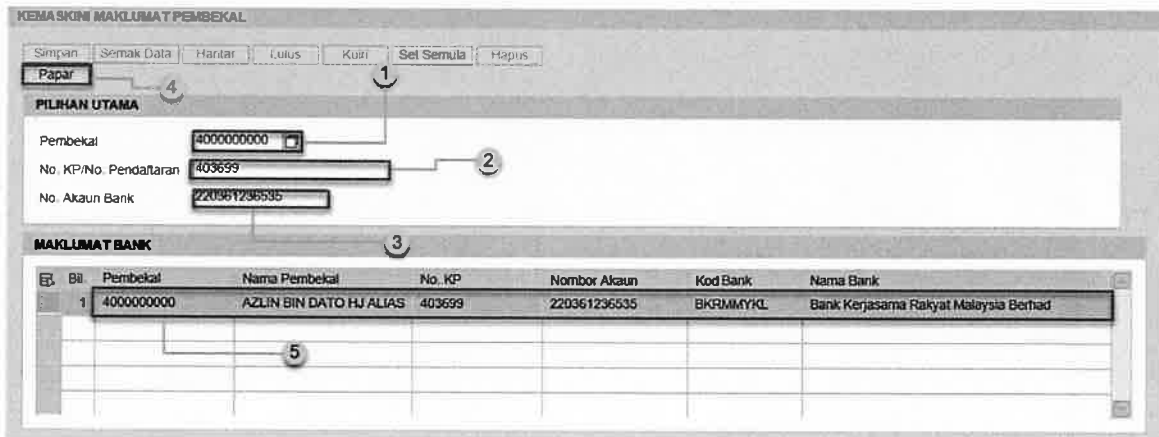 KEMASKINI MAKLUMAT PEMBEKAL
Simpan Semak Data Hantar Lulus Kuiri Set Semula Hapus
Papar
4
1
PILIHAN UTAMA
Pembekal 4000000000
No. KP/No. Pendaftaran 403699
2
No. Akaun Bank 220361236535
3
MAKLUMAT BANK
Bil. Pembekal Nama Pembekal No. KP Nombor Akaun Kod Bank Nama Bank
1 4000000000 AZLIN BIN DATO HJ ALIAS 403699 220361236535 BKRMMYKL Bank Kerjasama Rakyat Malaysia Berhad
5